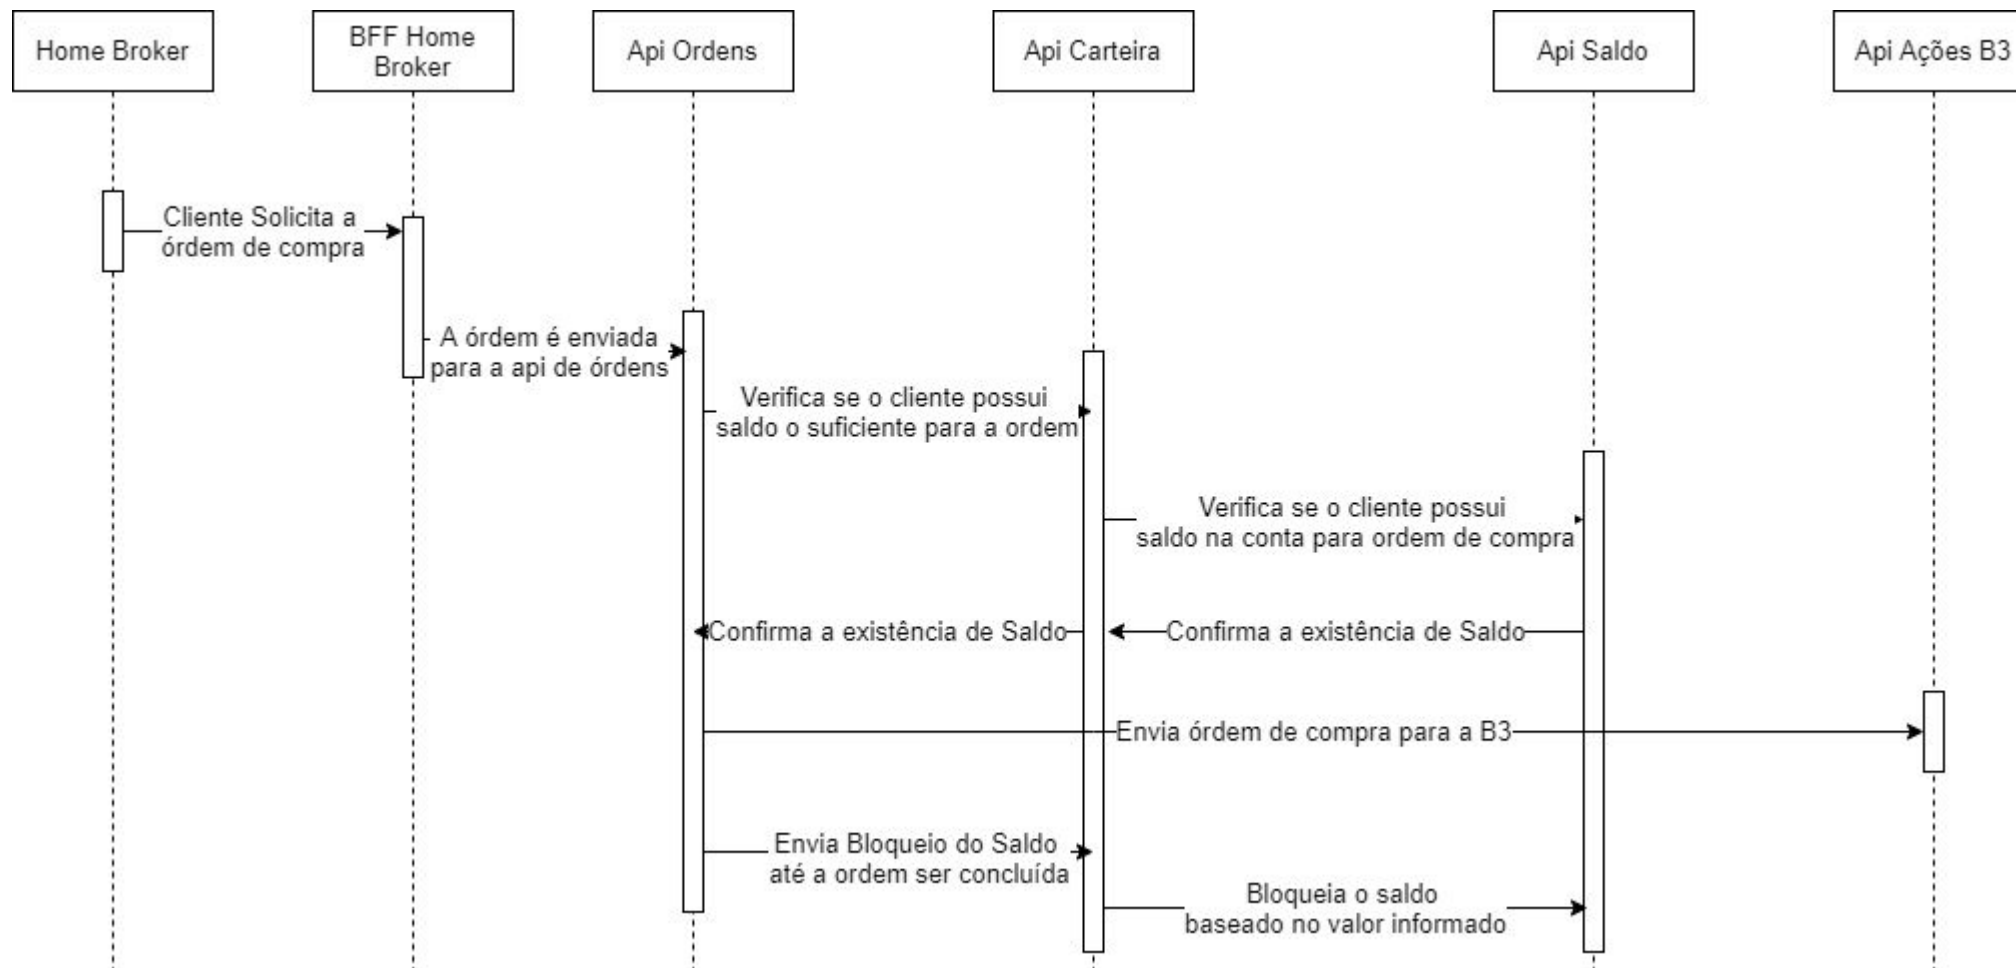 Home Broker
BFF Home
Broker
Api Ordens
Api Carteira
Api Saldo
Api Ações B3
Cliente Solicita a
órdem de compra
A órdem é enviada
para a api de órdens
Verifica se o cliente possui
saldo o suficiente para a ordem
Verifica se o cliente possui
saldo na conta para ordem de compra
Confirma a existência de Saldo
Confirma a existência de Saldo
Envia órdem de compra para a B3
Envia Bloqueio do Saldo
até a ordem ser concluída
Bloqueia o saldo
baseado no valor informado